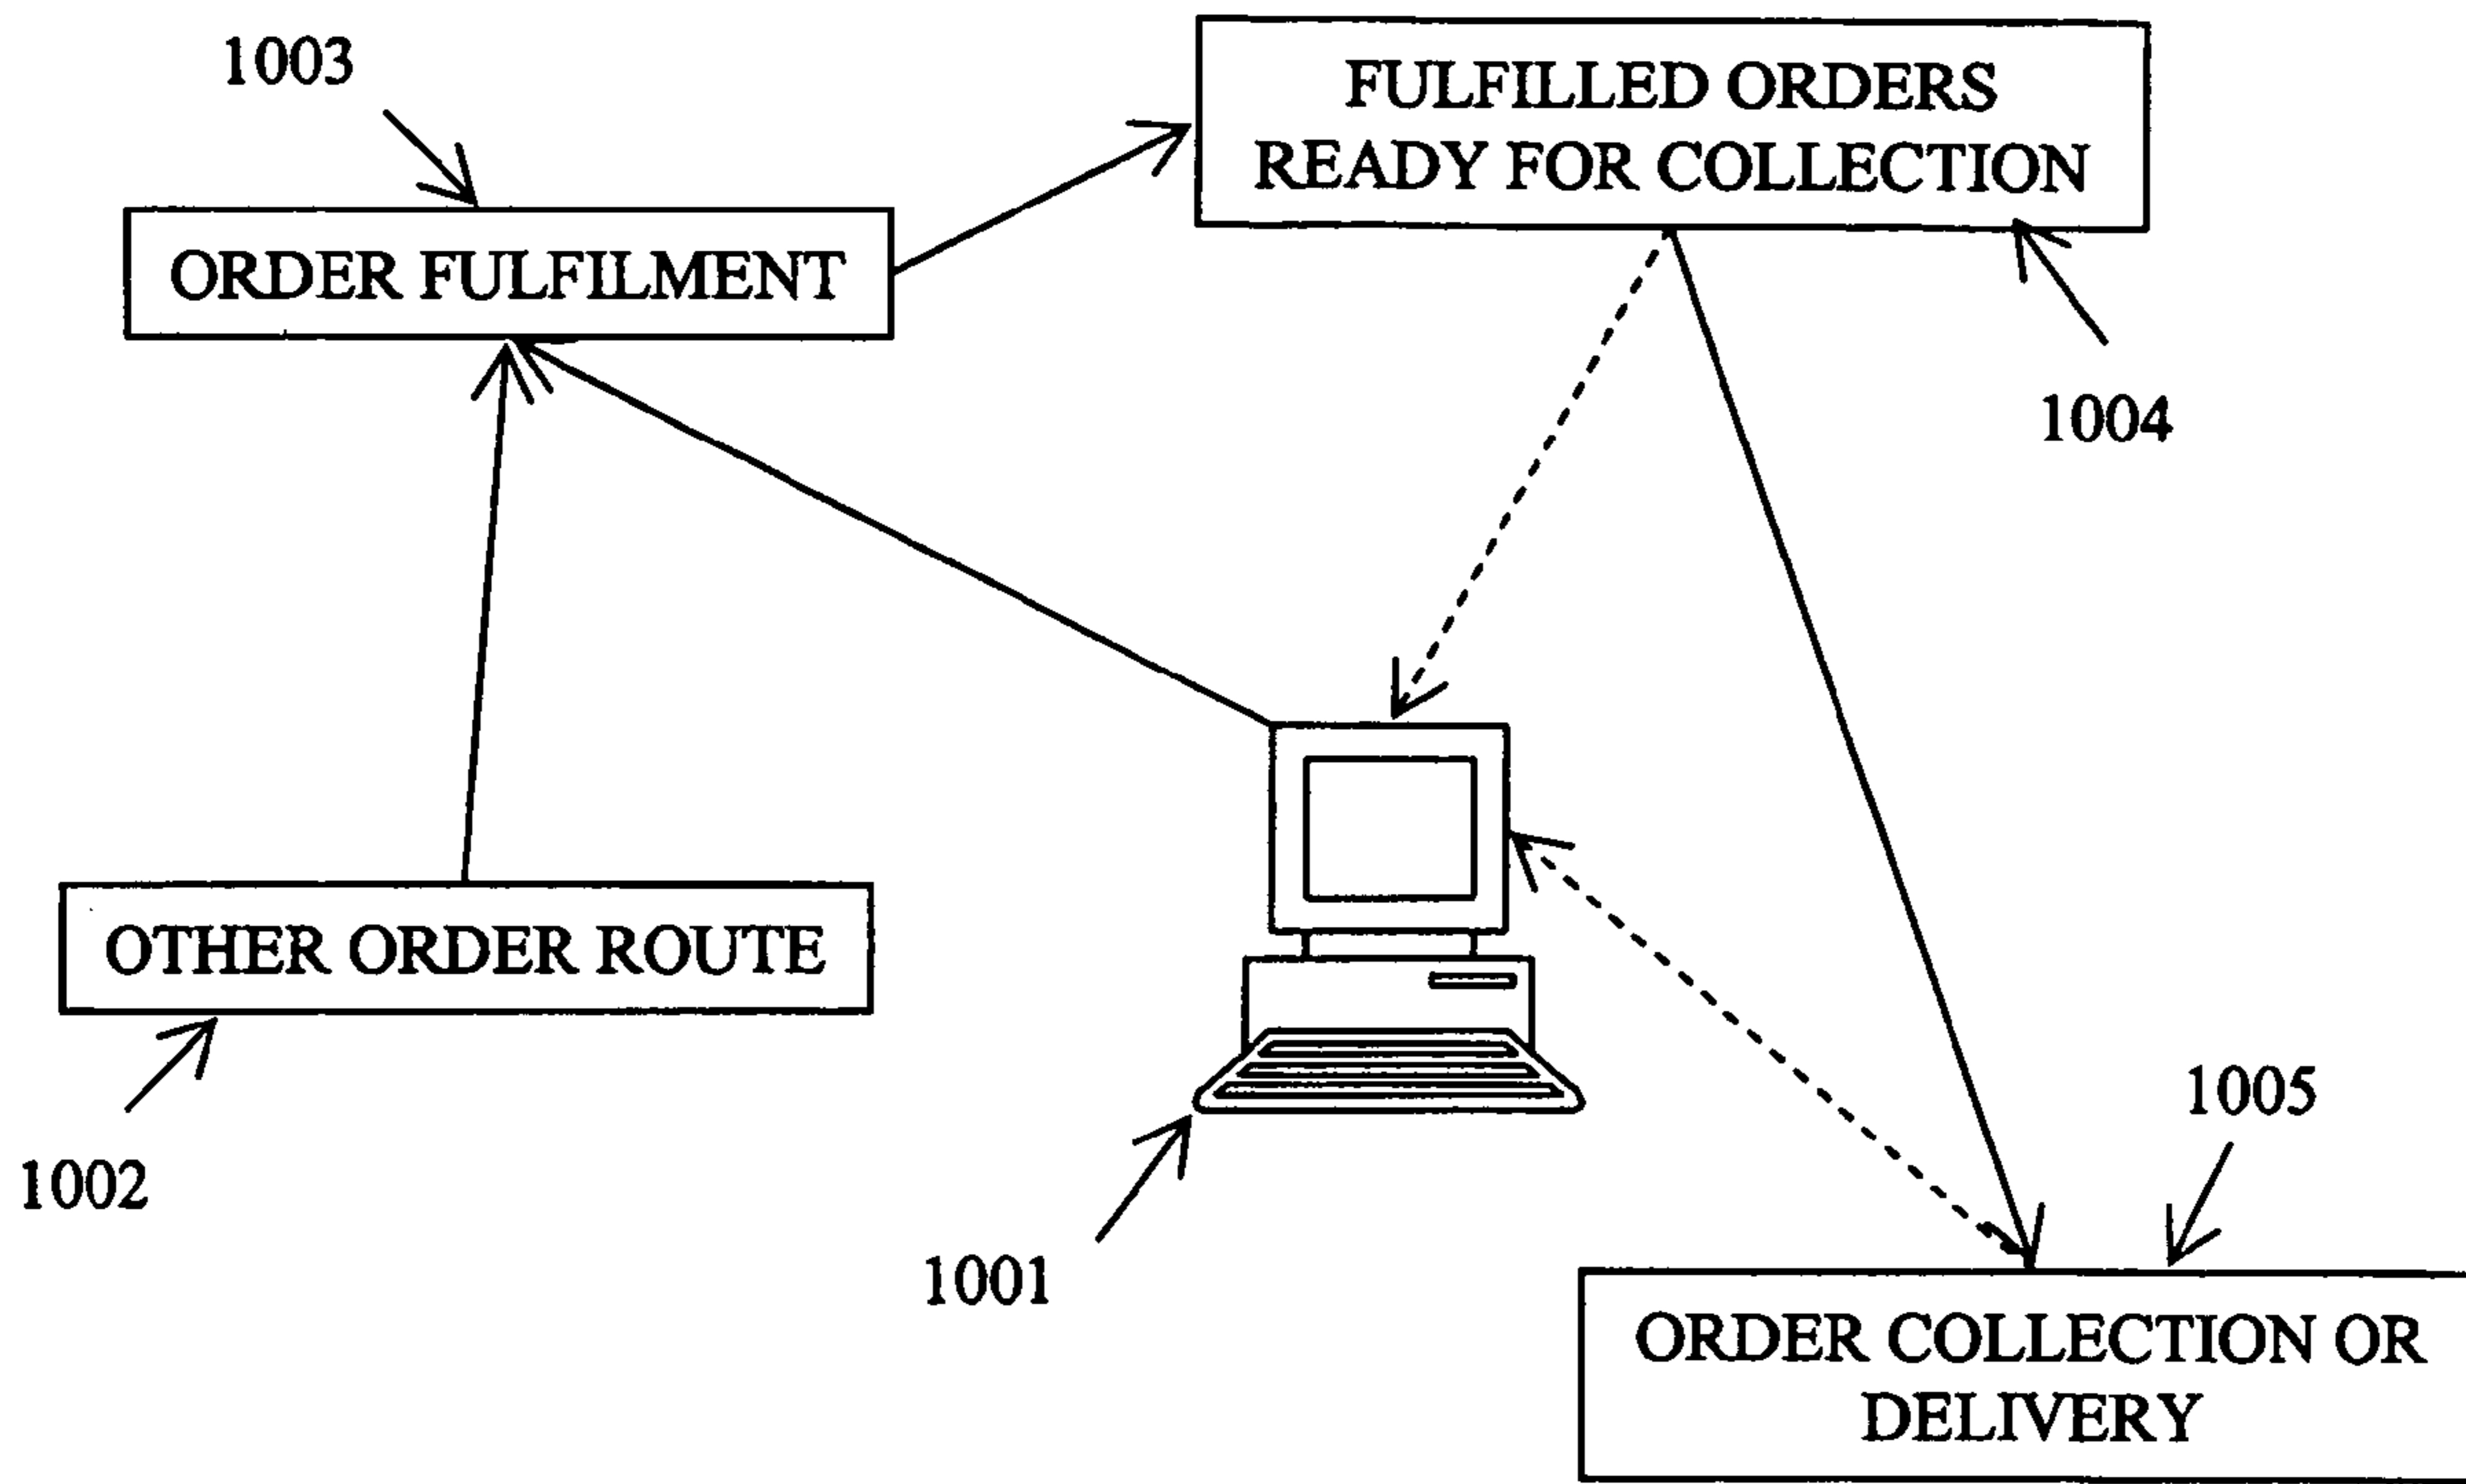 1003
FULFILLED ORDERS
READY FOR COLLECTION
ORDER FULFILMENT
1004
OTHER ORDER ROUTE
1002
1001
1005
ORDER COLLECTION OR
DELIVERY